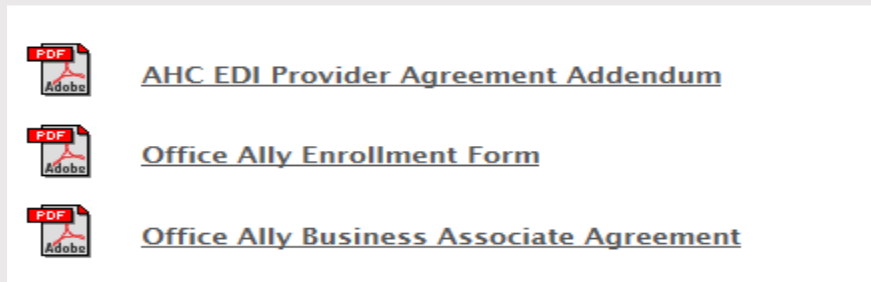 PDF
Adobe
AHC EDI Provider Agreement Addendum
PDF
Adobe
Office Ally Enrollment Form
PDF
Adobe
Office Ally Business Associate Agreement